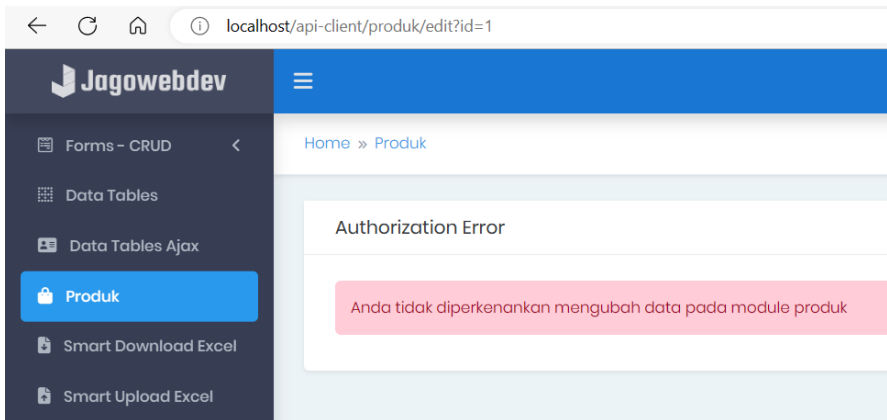 localhost/api-client/produk/edit?id=1
Jagowebdev
Forms - CRUD
Home » Produk
Data Tables
Authorization Error
Data Tables Ajax
Produk
Anda tidak diperkenankan mengubah data pada module produk
Smart Download Excel
Smart Upload Excel